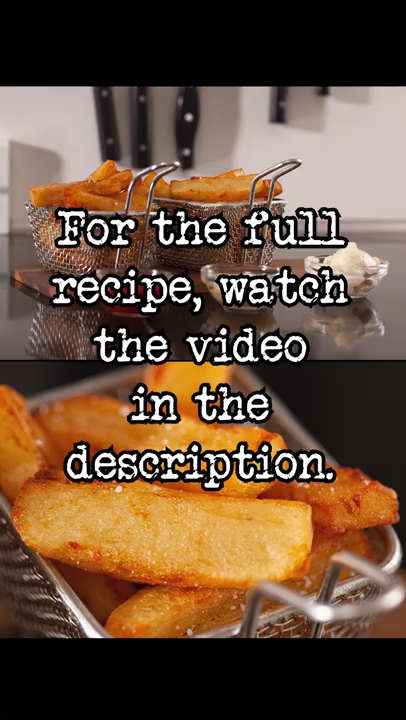 For the full
recipe, watch
the video
in the
description.